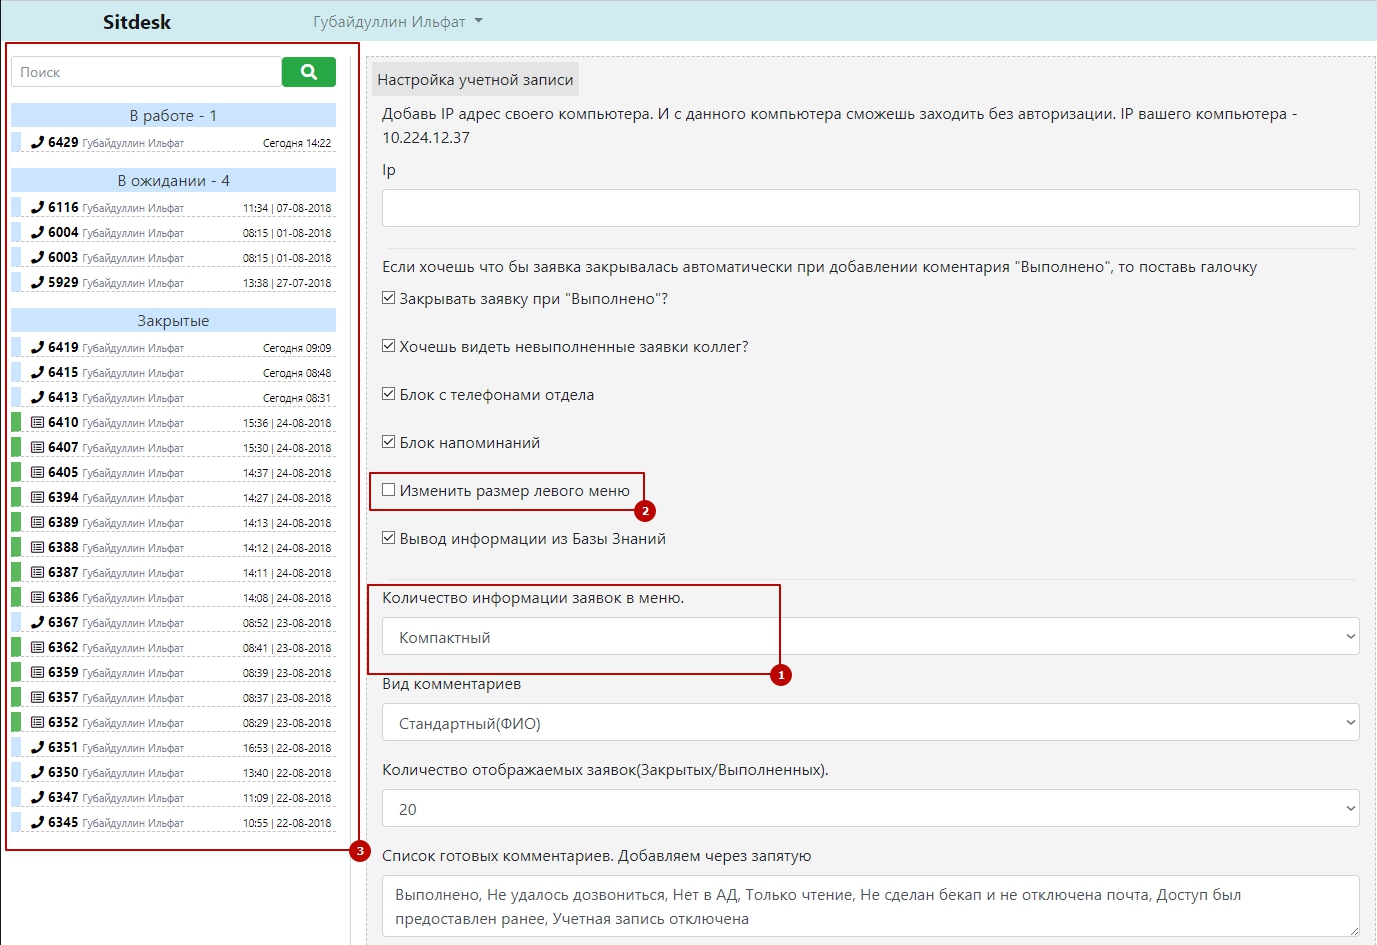 Sitdesk
Губайдуллин Ильфат
Поиск
В работе - 1
6429 Губайдуллин Ильфат Сегодня 14:22
В ожидании - 4
6116 Губайдуллин Ильфат 11:34 | 07-08-2018
6004 Губайдуллин Ильфат 08:15 | 01-08-2018
6003 Губайдуллин Ильфат 08:15 | 01-08-2018
5929 Губайдуллин Ильфат 13:38 | 27-07-2018
Закрытые
6419 Губайдуллин Ильфат Сегодня 09:09
6415 Губайдуллин Ильфат Сегодня 08:48
6413 Губайдуллин Ильфат Сегодня 08:31
6410 Губайдуллин Ильфат 15:36 | 24-08-2018
6407 Губайдуллин Ильфат 15:30 | 24-08-2018
6405 Губайдуллин Ильфат 14:37 | 24-08-2018
6394 Губайдуллин Ильфат 14:27 | 24-08-2018
6389 Губайдуллин Ильфат 14:13 | 24-08-2018
6388 Губайдуллин Ильфат 14:12 | 24-08-2018
6387 Губайдуллин Ильфат 14:11 | 24-08-2018
6386 Губайдуллин Ильфат 14:08 | 24-08-2018
6367 Губайдуллин Ильфат 08:52 | 23-08-2018
6362 Губайдуллин Ильфат 08:41 | 23-08-2018
6359 Губайдуллин Ильфат 08:39 | 23-08-2018
6357 Губайдуллин Ильфат 08:37 | 23-08-2018
6352 Губайдуллин Ильфат 08:29 | 23-08-2018
6351 Губайдуллин Ильфат 16:53 | 22-08-2018
6350 Губайдуллин Ильфат 13:40 | 22-08-2018
6347 Губайдуллин Ильфат 11:09 | 22-08-2018
6345 Губайдуллин Ильфат 10:55 | 22-08-2018
3
Настройка учетной записи
Добавь IP адрес своего компьютера. И с данного компьютера сможешь заходить без авторизации. IP вашего компьютера -
10.224.12.37
Ip
Если хочешь что бы заявка закрывалась автоматически при добавлении коментария "Выполнено", то поставь галочку
Закрывать заявку при "Выполнено"?
Хочешь видеть невыполненные заявки коллег?
Блок с телефонами отдела
Блок напоминаний
Изменить размер левого меню
2
Вывод информации из Базы Знаний
Количество информации заявок в меню.
Компактный
1
Вид комментариев
Стандартный(ФИО)
Количество отображаемых заявок(Закрытых/Выполненных).
20
Список готовых комментариев. Добавляем через запятую
Выполнено, Не удалось дозвониться, Нет в АД, Только чтение, Не сделан бекап и не отключена почта, Доступ был
предоставлен ранее, Учетная запись отключена